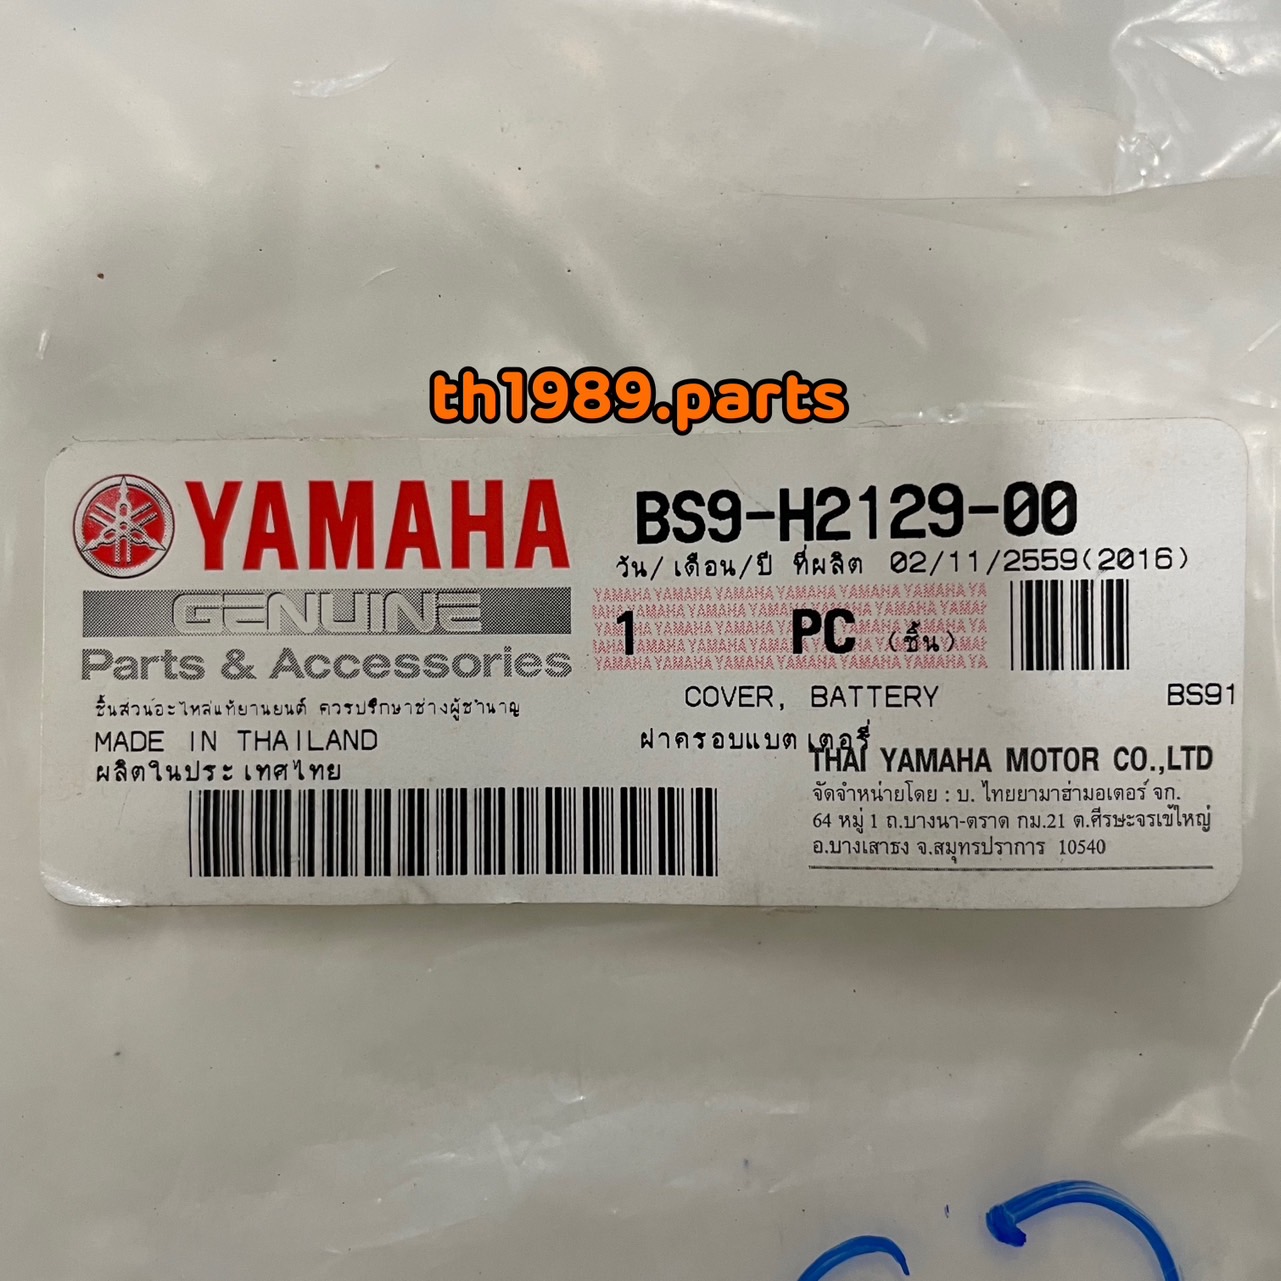 th1989.parts
YAMAHA
GENUINE
Parts & Accessories
ชิ้นส่วนอะไหล่แท้ยานยนต์ ควรปรึกษาช่างผู้ชำนาญ
MADE IN THAILAND
ผลิตในประเทศไทย
BS9-H2129-00
วัน/เดือน/ปี ที่ผลิต 02/11/2559(2016)
1 PC (ชิ้น)
COVER, BATTERY BS91
ฝาครอบแบตเตอรี่
THAI YAMAHA MOTOR CO.,LTD
จัดจำหน่ายโดย : บ. ไทยยามาฮ่ามอเตอร์ จก.
64 หมู่ 1 ถ.บางนา-ตราด กม.21 ต.ศีรษะจรเข้ใหญ่
อ.บางเสาธง จ.สมุทรปราการ 10540